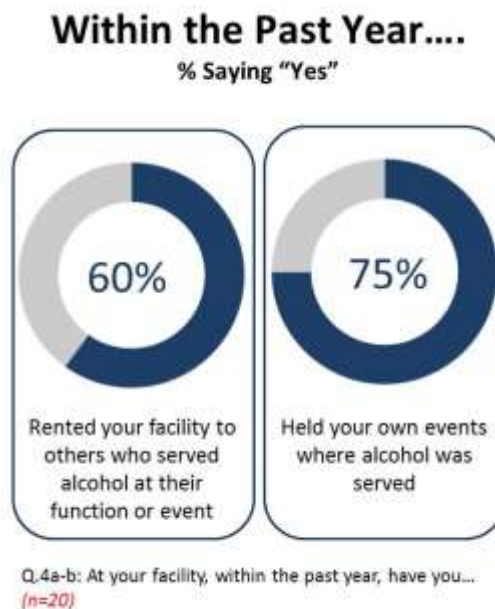 Within the Past Year....
% Saying “Yes”
60%
Rented your facility to
others who served
alcohol at their
function or event
75%
Held your own events
where alcohol was
served
Q.4a-b: At your facility, within the past year, have you...
(n=20)